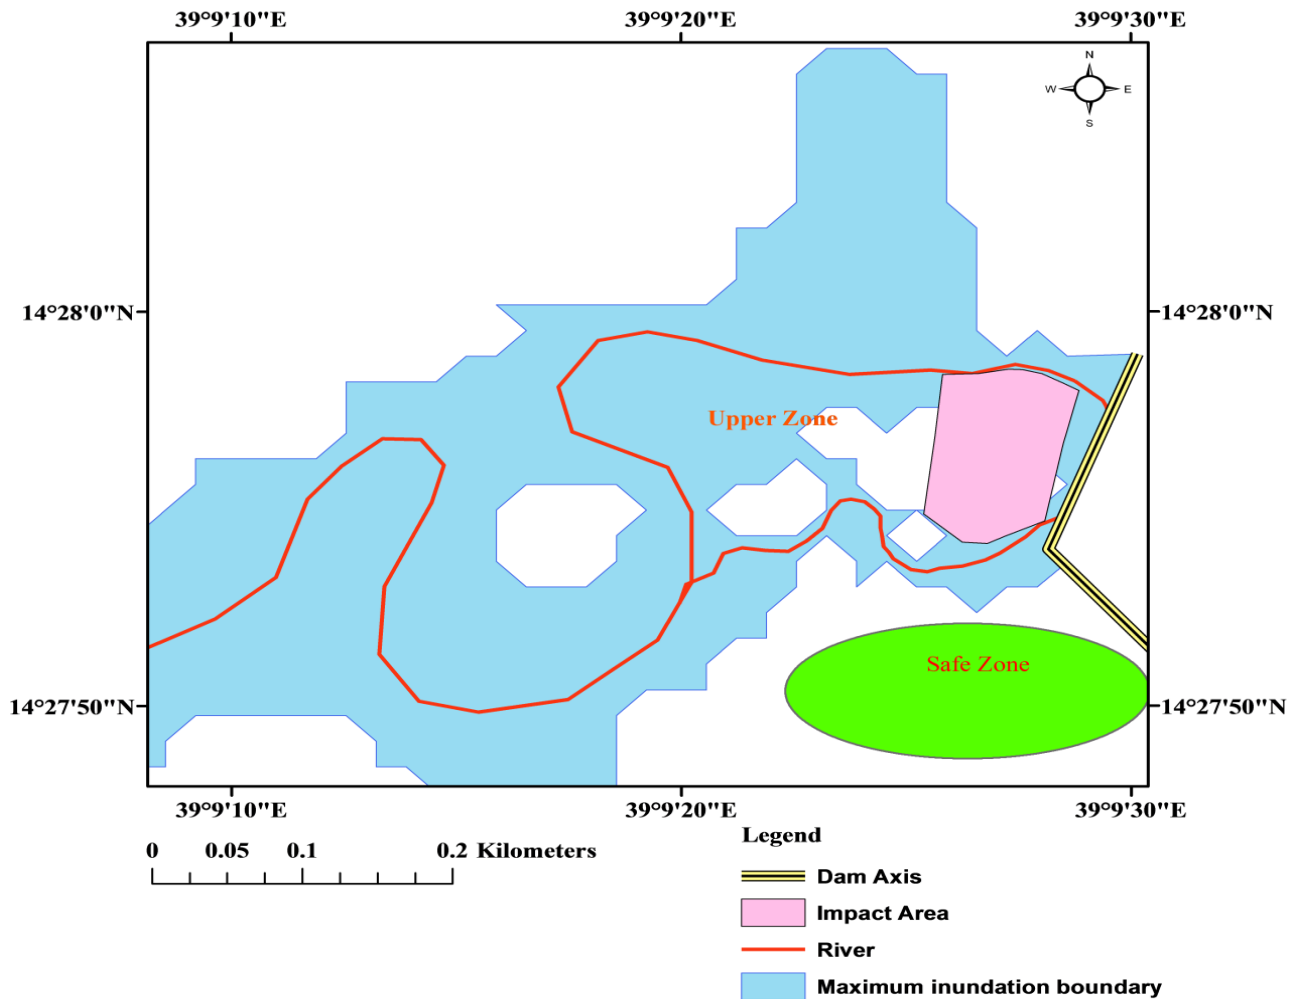 39°9'10"E 39°9'20"E 39°9'30"E
N
W E
S
14°28'0"N 14°28'0"N
Upper Zone
Safe Zone
14°27'50"N 14°27'50"N
39°9'10"E 39°9'20"E 39°9'30"E
Legend
0 0.05 0.1 0.2 Kilometers
Dam Axis
Impact Area
River
Maximum inundation boundary